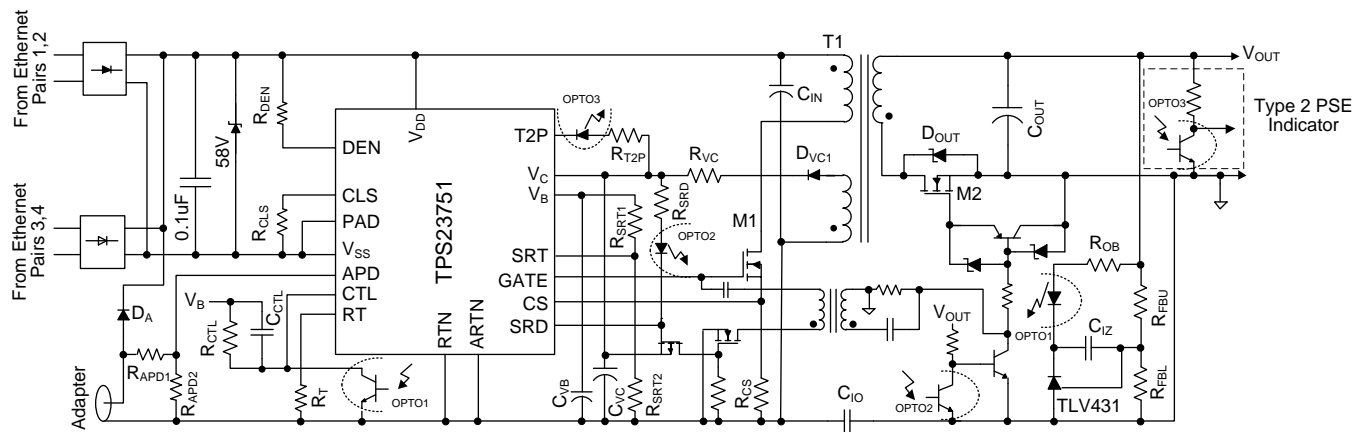 From Ethernet
Pairs 1,2
From Ethernet
Pairs 3,4
Adapter
0.1uF
58V
RDEN
RCLS
DA
RAPD1
RAPD2
VB
RCTL
CCTL
RT
OPTO1
TPS23751
VDD
DEN
CLS
PAD
VSS
APD
CTL
RT
RTN
ARTN
T2P
VC
VB
SRT
GATE
CS
SRD
OPTO3
RT2P
RVC
DVC1
RSRD
RSRT1
OPTO2
M1
CVB
CVC
RSRT2
RCS
CIO
CIN
T1
COUT
DOUT
M2
VOUT
OPTO3
Type 2 PSE
Indicator
ROB
OPTO1
CIZ
RFBU
RFBL
TLV431
VOUT
OPTO2